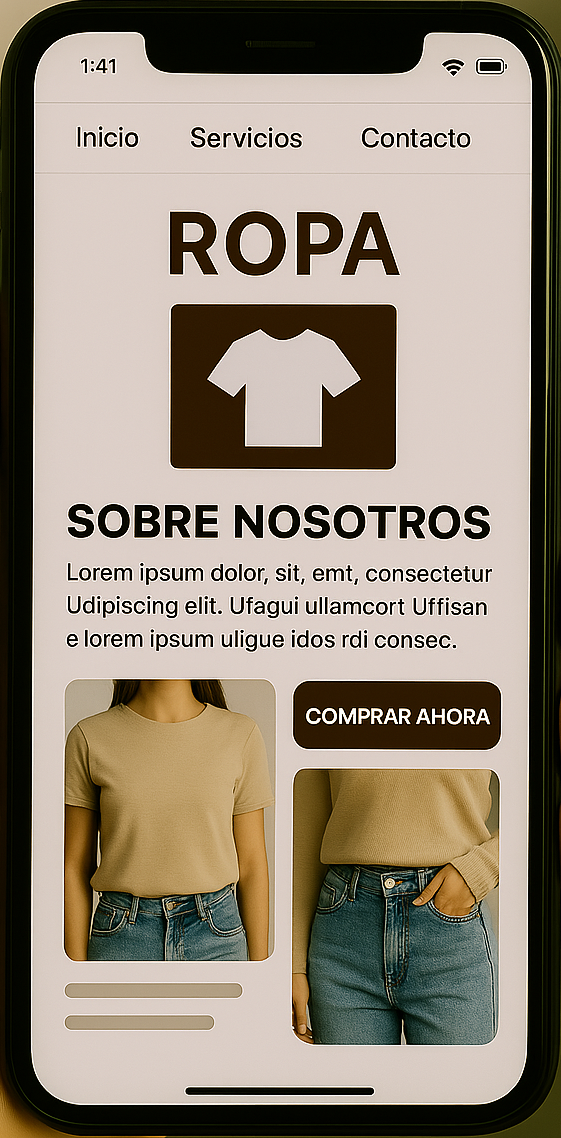 1:41
Inicio Servicios Contacto
ROPA
SOBRE NOSOTROS
Lorem ipsum dolor, sit, emt, consectetur
Udipiscing elit. Ufagui ullamcort Uffisan
e lorem ipsum uligue idos rdi consec.
COMPRAR AHORA